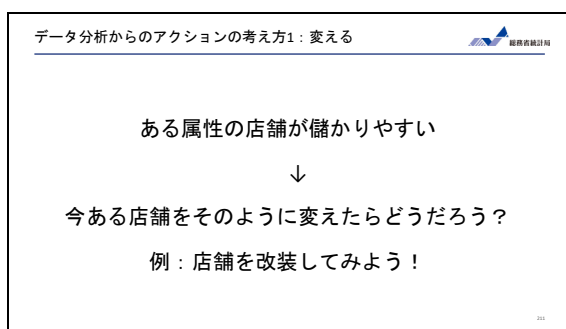 データ分析からのアクションの考え方1：変える
総務省統計局
ある属性の店舗が儲かりやすい
↓
今ある店舗をそのように変えたらどうだろう？
例：店舗を改装してみよう！